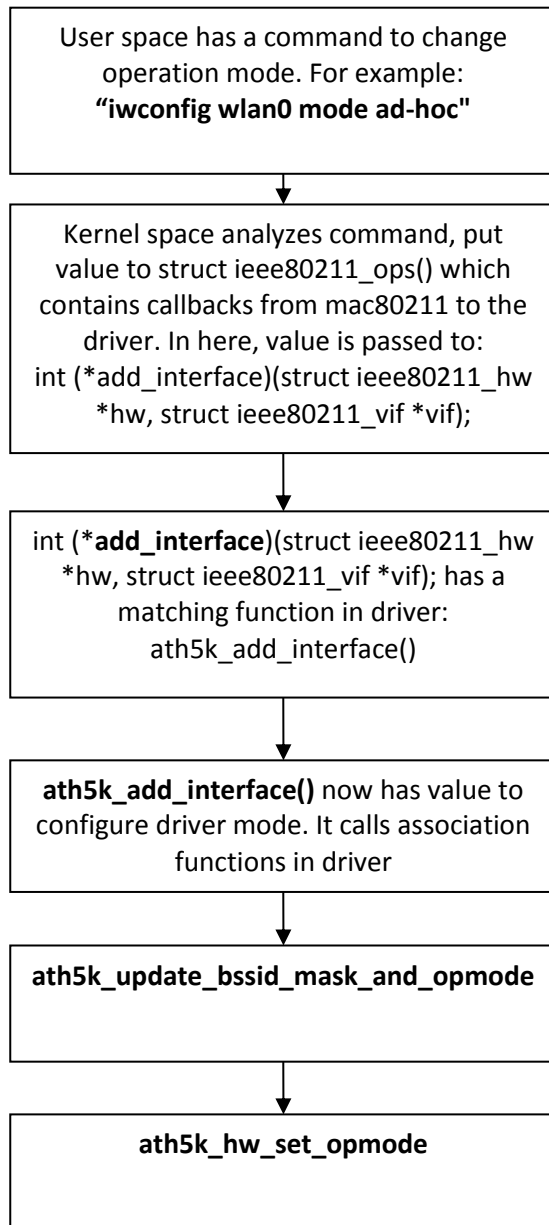 User space has a command to change
operation mode. For example:
“iwconfig wlan0 mode ad-hoc"
Kernel space analyzes command, put
value to struct ieee80211_ops() which
contains callbacks from mac80211 to the
driver. In here, value is passed to:
int (*add_interface)(struct ieee80211_hw
*hw, struct ieee80211_vif *vif);
int (*add_interface)(struct ieee80211_hw
*hw, struct ieee80211_vif *vif); has a
matching function in driver:
ath5k_add_interface()
ath5k_add_interface() now has value to
configure driver mode. It calls association
functions in driver
ath5k_update_bssid_mask_and_opmode
ath5k_hw_set_opmode